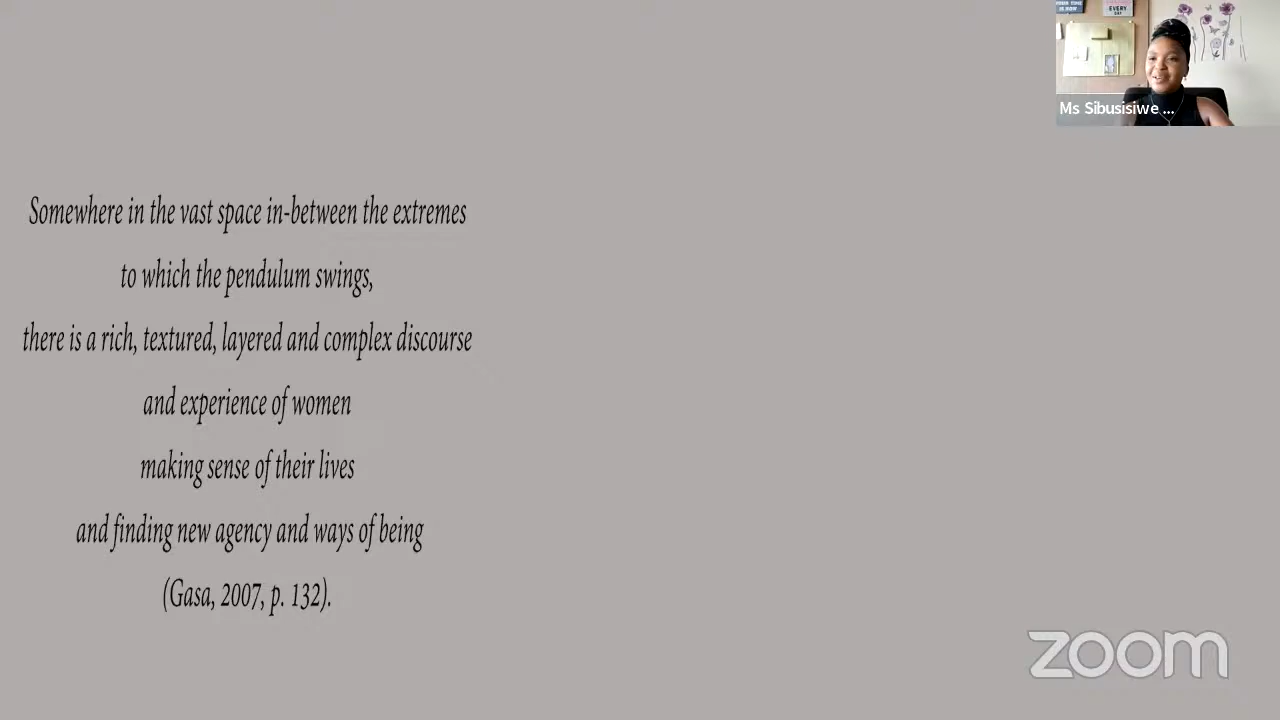 EVERY
DAY
Ms Sibusisiwe ...
Somewhere in the vast space in-between the extremes
to which the pendulum swings,
there is a rich, textured, layered and complex discourse
and experience of women
making sense of their lives
and finding new agency and ways of being
(Gasa, 2007, p. 132).
zoom